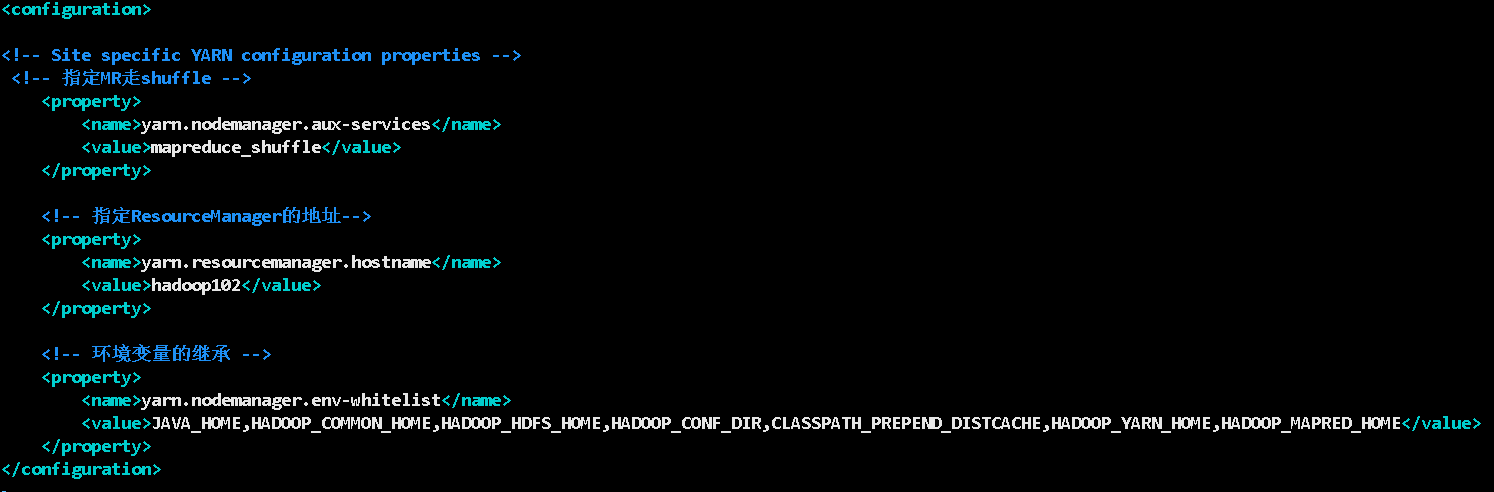 <configuration>
<!-- Site specific YARN configuration properties -->
<!-- 指定MR走shuffle -->
<property>
<name>yarn.nodemanager.aux-services</name>
<value>mapreduce_shuffle</value>
</property>
<!-- 指定ResourceManager的地址-->
<property>
<name>yarn.resourcemanager.hostname</name>
<value>hadoop102</value>
</property>
<!-- 环境变量的继承 -->
<property>
<name>yarn.nodemanager.env-whitelist</name>
<value>JAVA_HOME,HADOOP_COMMON_HOME,HADOOP_HDFS_HOME,HADOOP_CONF_DIR,CLASSPATH_PREPEND_DISTCACHE,HADOOP_YARN_HOME,HADOOP_MAPRED_HOME</value>
</property>
</configuration>